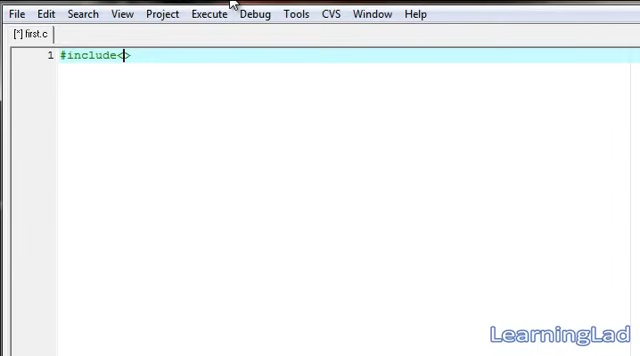 File Edit Search View Project Execute Debug Tools CVS Window Help
[*] first.c
1 #include<>
LearningLad